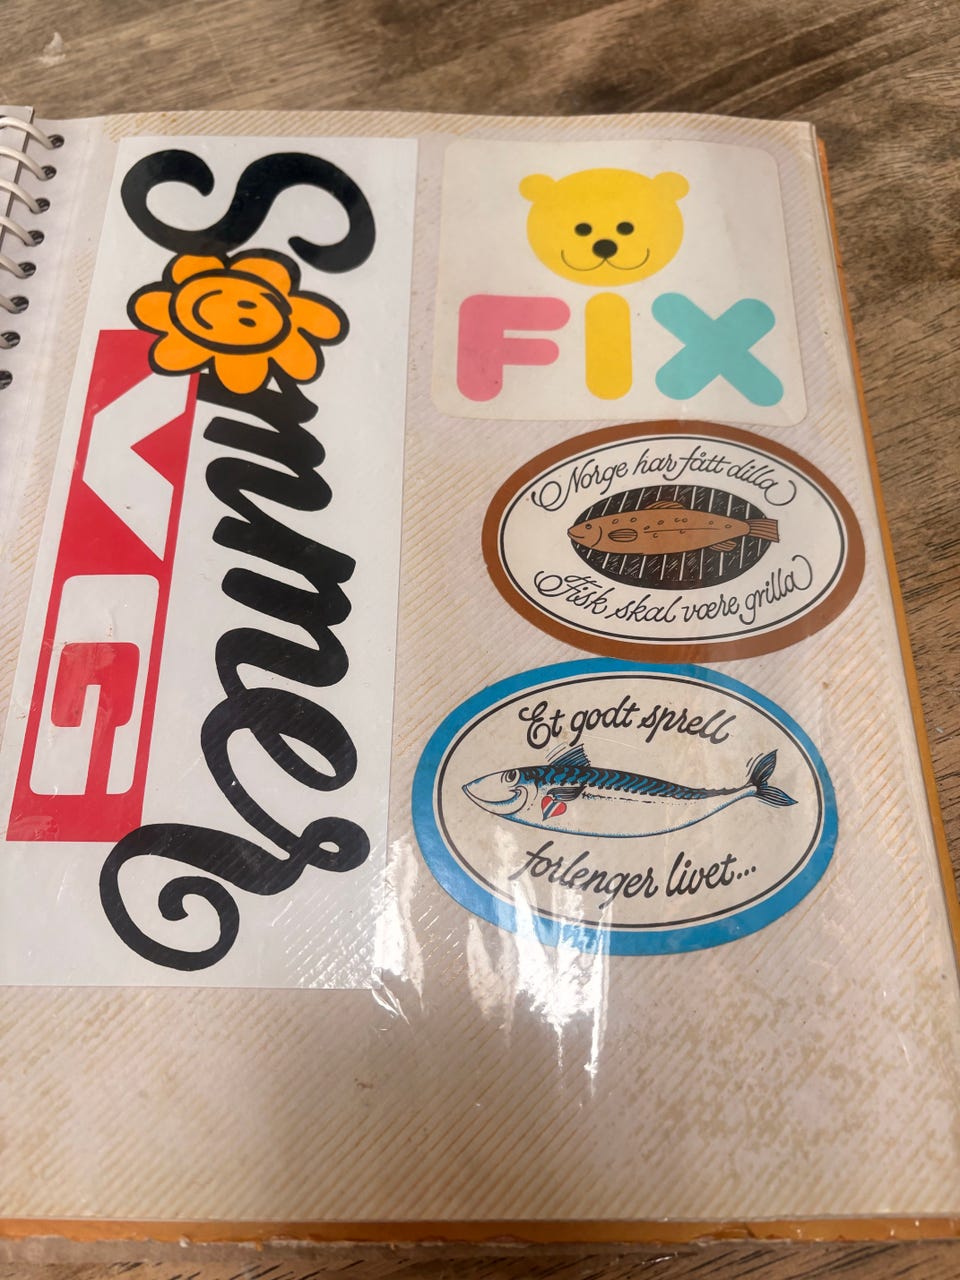 Sommer
VG
FIX
Norge har fått dilla
Fisk skal være grilla
Et godt sprell
forlenger livet...